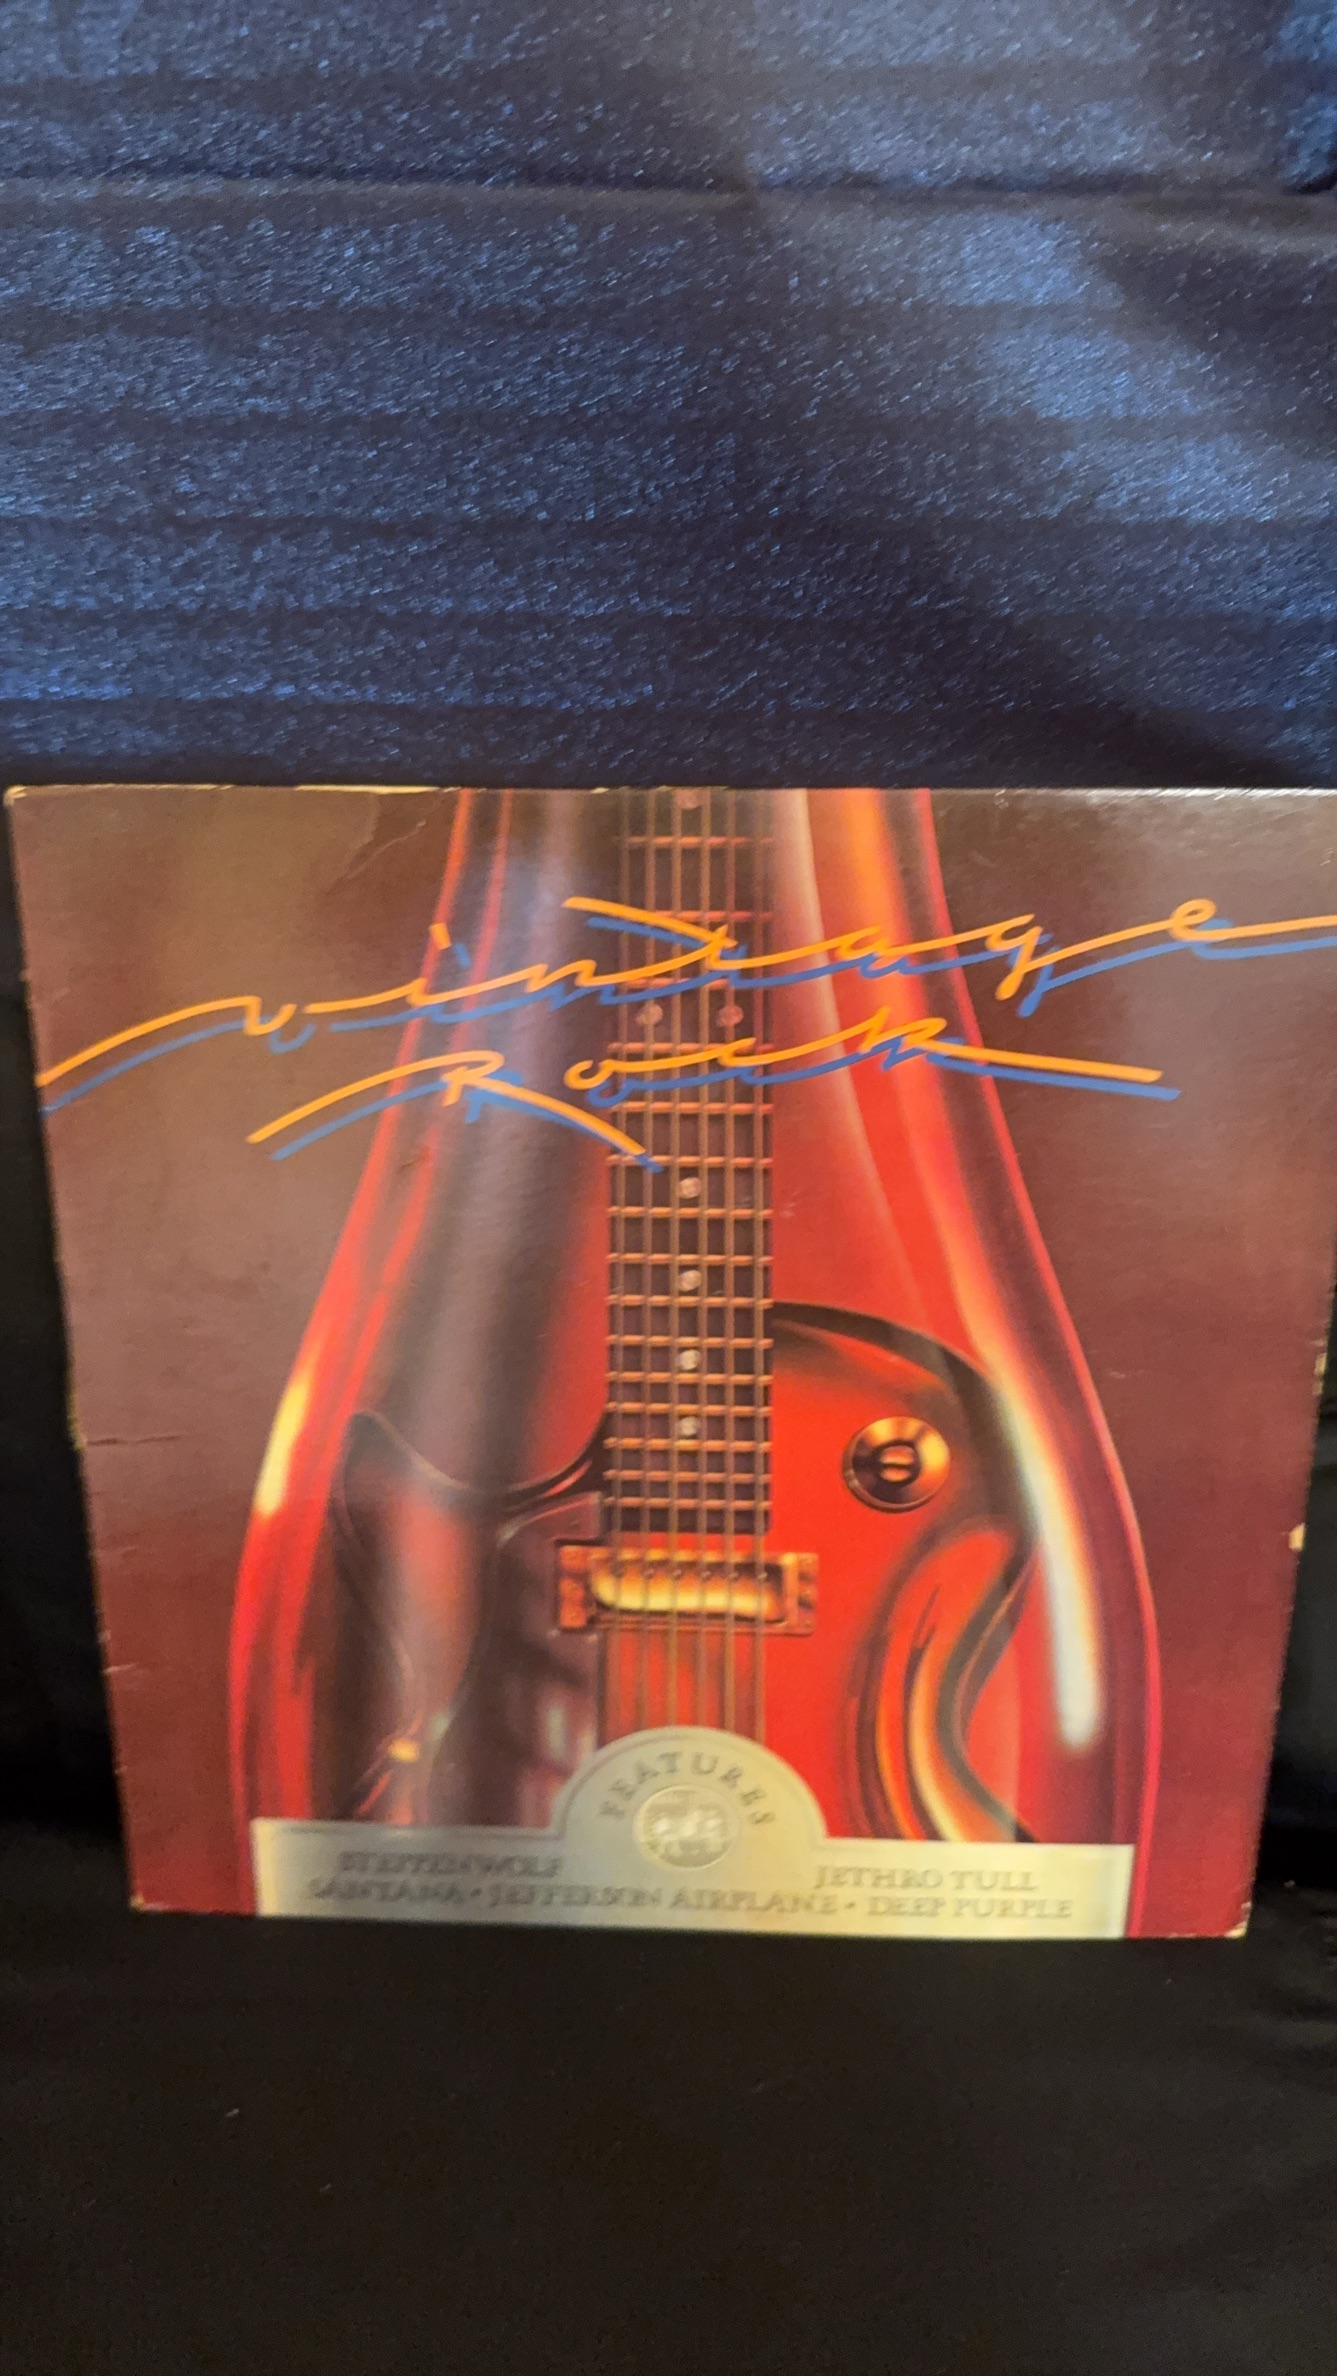 vintage
Rock
FEATURES
STEPPENWOLF JETHRO TULL
SANTANA • JEFFERSON AIRPLANE • DEEP PURPLE